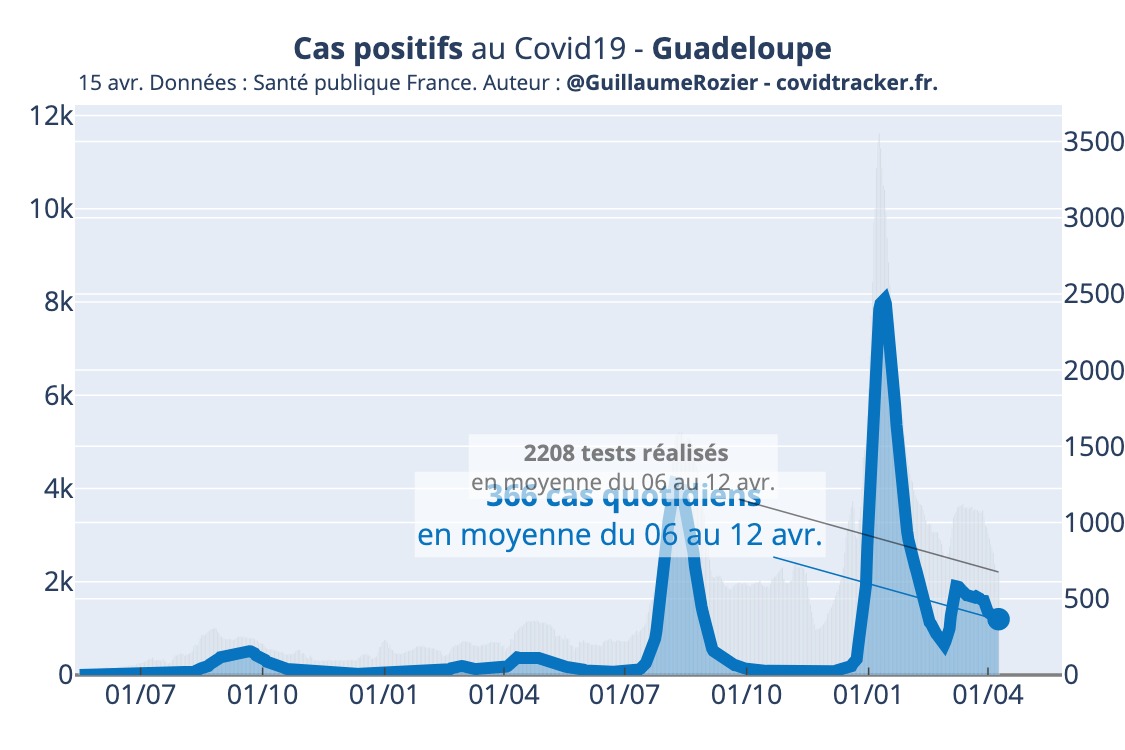 Cas positifs au Covid19 - Guadeloupe
15 avr. Données : Santé publique France. Auteur : @GuillaumeRozier - covidtracker.fr.
12k
3500
10k
3000
8k
2500
2000
6k
1500
2208 tests réalisés
en moyenne du 06 au 12 avr.
4k
366 cas quotidiens
1000
en moyenne du 06 au 12 avr.
2k
500
0
0
01/07 01/10 01/01 01/04 01/07 01/10 01/01 01/04